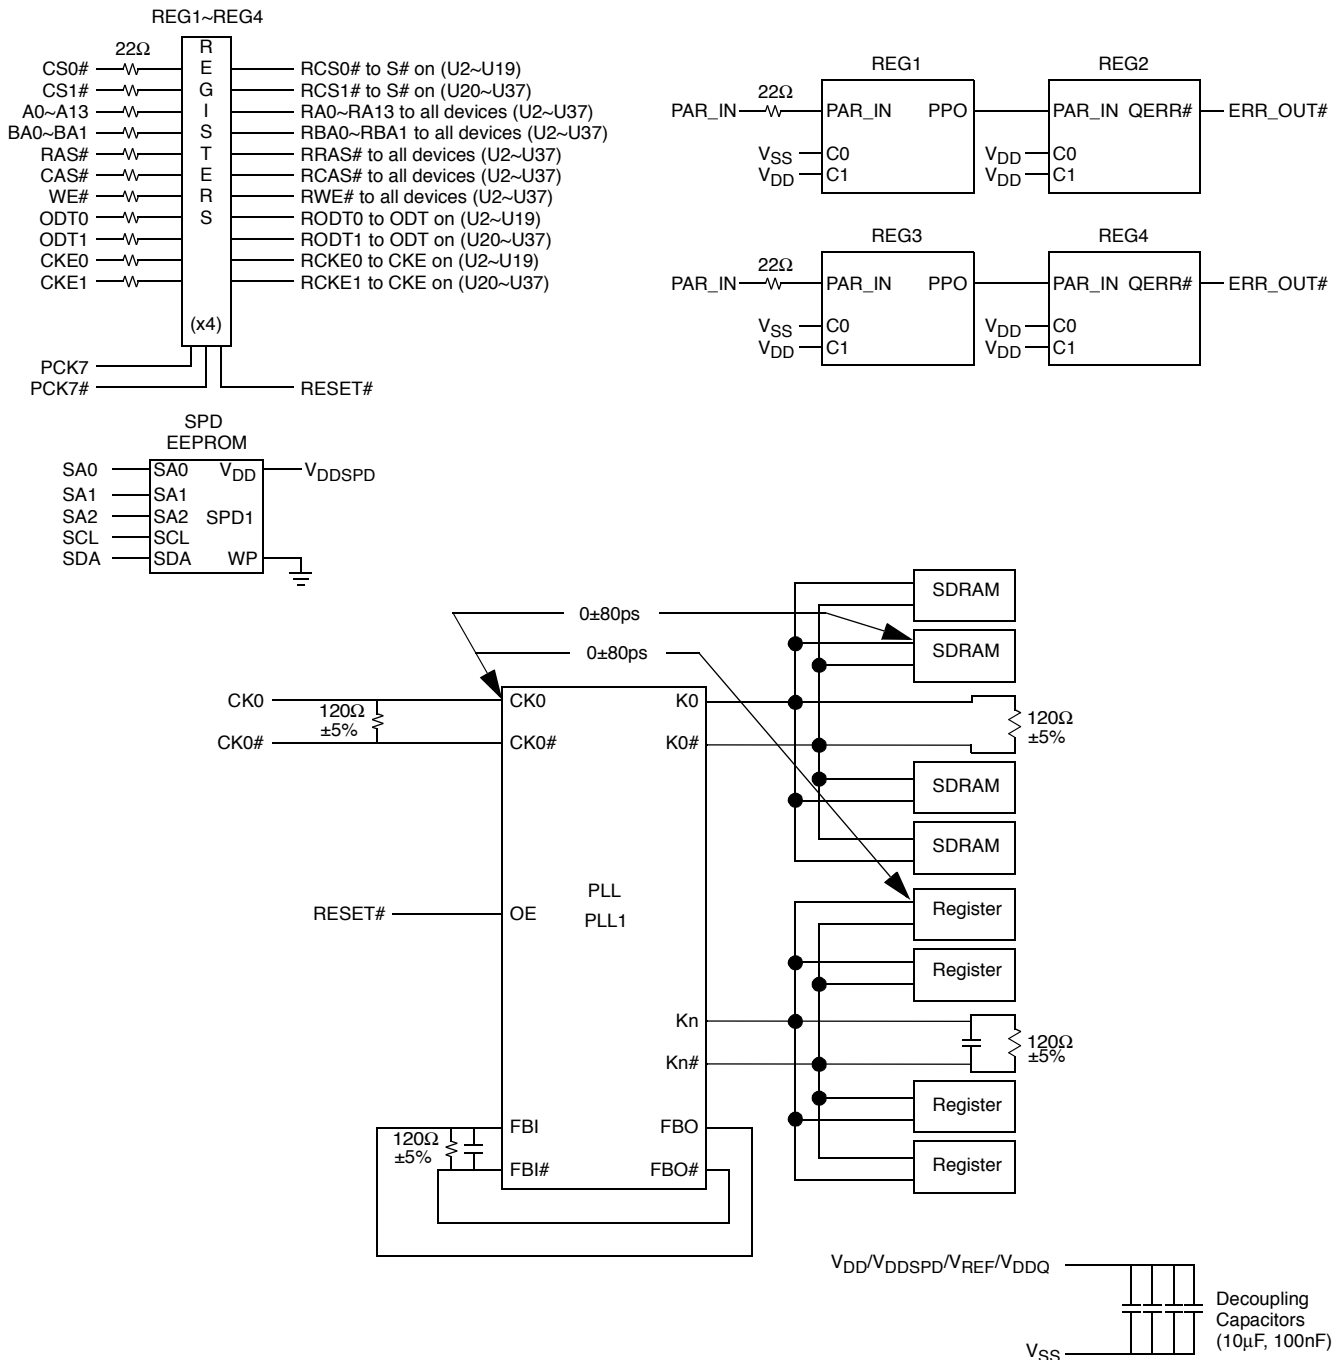 REG1~REG4
22Ω
REGISTERS
CS0# RCS0# to S# on (U2~U19)
CS1# RCS1# to S# on (U20~U37)
A0~A13 RA0~RA13 to all devices (U2~U37)
BA0~BA1 RBA0~RBA1 to all devices (U2~U37)
RAS# RRAS# to all devices (U2~U37)
CAS# RCAS# to all devices (U2~U37)
WE# RWE# to all devices (U2~U37)
ODT0 RODT0 to ODT on (U2~U19)
ODT1 RODT1 to ODT on (U20~U37)
CKE0 RCKE0 to CKE on (U2~U19)
CKE1 RCKE1 to CKE on (U20~U37)
(x4)
PCK7
PCK7# RESET#
REG1 REG2
22Ω
PAR_IN PAR_IN PPO PAR_IN QERR# ERR_OUT#
VSS C0 VDD C0
VDD C1 VDD C1
REG3 REG4
22Ω
PAR_IN PAR_IN PPO PAR_IN QERR# ERR_OUT#
VSS C0 VDD C0
VDD C1 VDD C1
SPD
EEPROM
SA0 SA0 VDD VDDSPD
SA1 SA1
SA2 SA2 SPD1
SCL SCL
SDA SDA WP
SDRAM
0±80ps
SDRAM
0±80ps
CK0 CK0 K0
120Ω
±5%
120Ω
±5%
CK0# CK0# K0#
SDRAM
SDRAM
PLL
PLL1
RESET# OE
Register
Register
Kn
120Ω
±5%
Kn#
Register
FBI FBO
120Ω
±5%
FBI# FBO#
Register
VDD/VDDSPD/VREF/VDDQ
Decoupling
Capacitors
(10μF, 100nF)
VSS